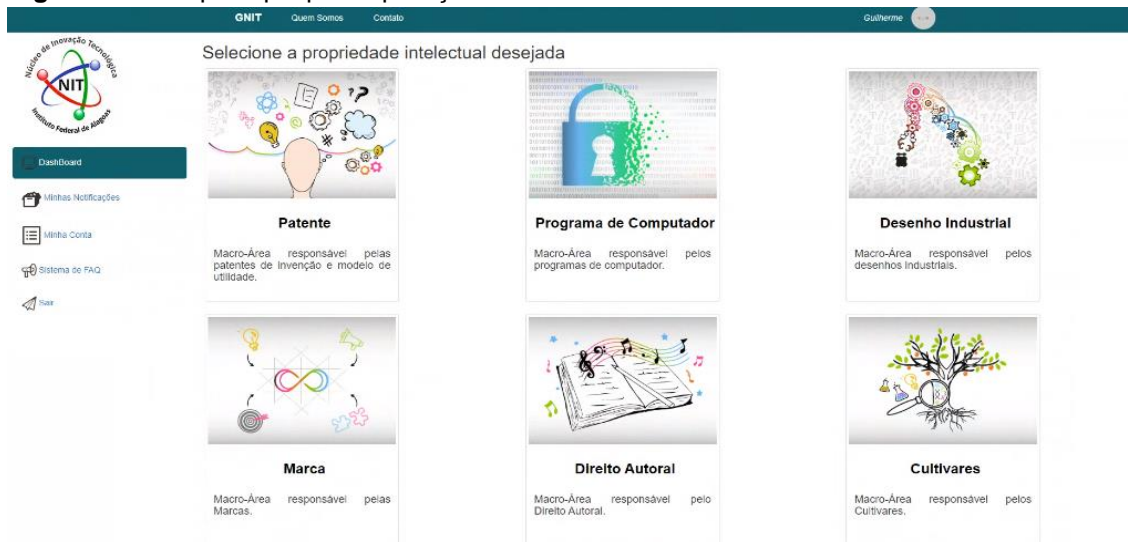 GNIT Quem Somos Contato Guilherme
Núcleo de Inovação Tecnológica
NIT
Instituto Federal de Alagoas
DashBoard
Minhas Notificações
Minha Conta
Sistema de FAQ
Sair
Selecione a propriedade intelectual desejada
Patente
Macro-Área responsável pelas
patentes de invenção e modelo de
utilidade.
Programa de Computador
Macro-Área responsável pelos
programas de computador.
Desenho Industrial
Macro-Área responsável pelos
desenhos industriais.
Marca
Macro-Área responsável pelas
Marcas.
Direito Autoral
Macro-Área responsável pelo
Direito Autoral.
Cultivares
Macro-Área responsável pelos
Cultivares.